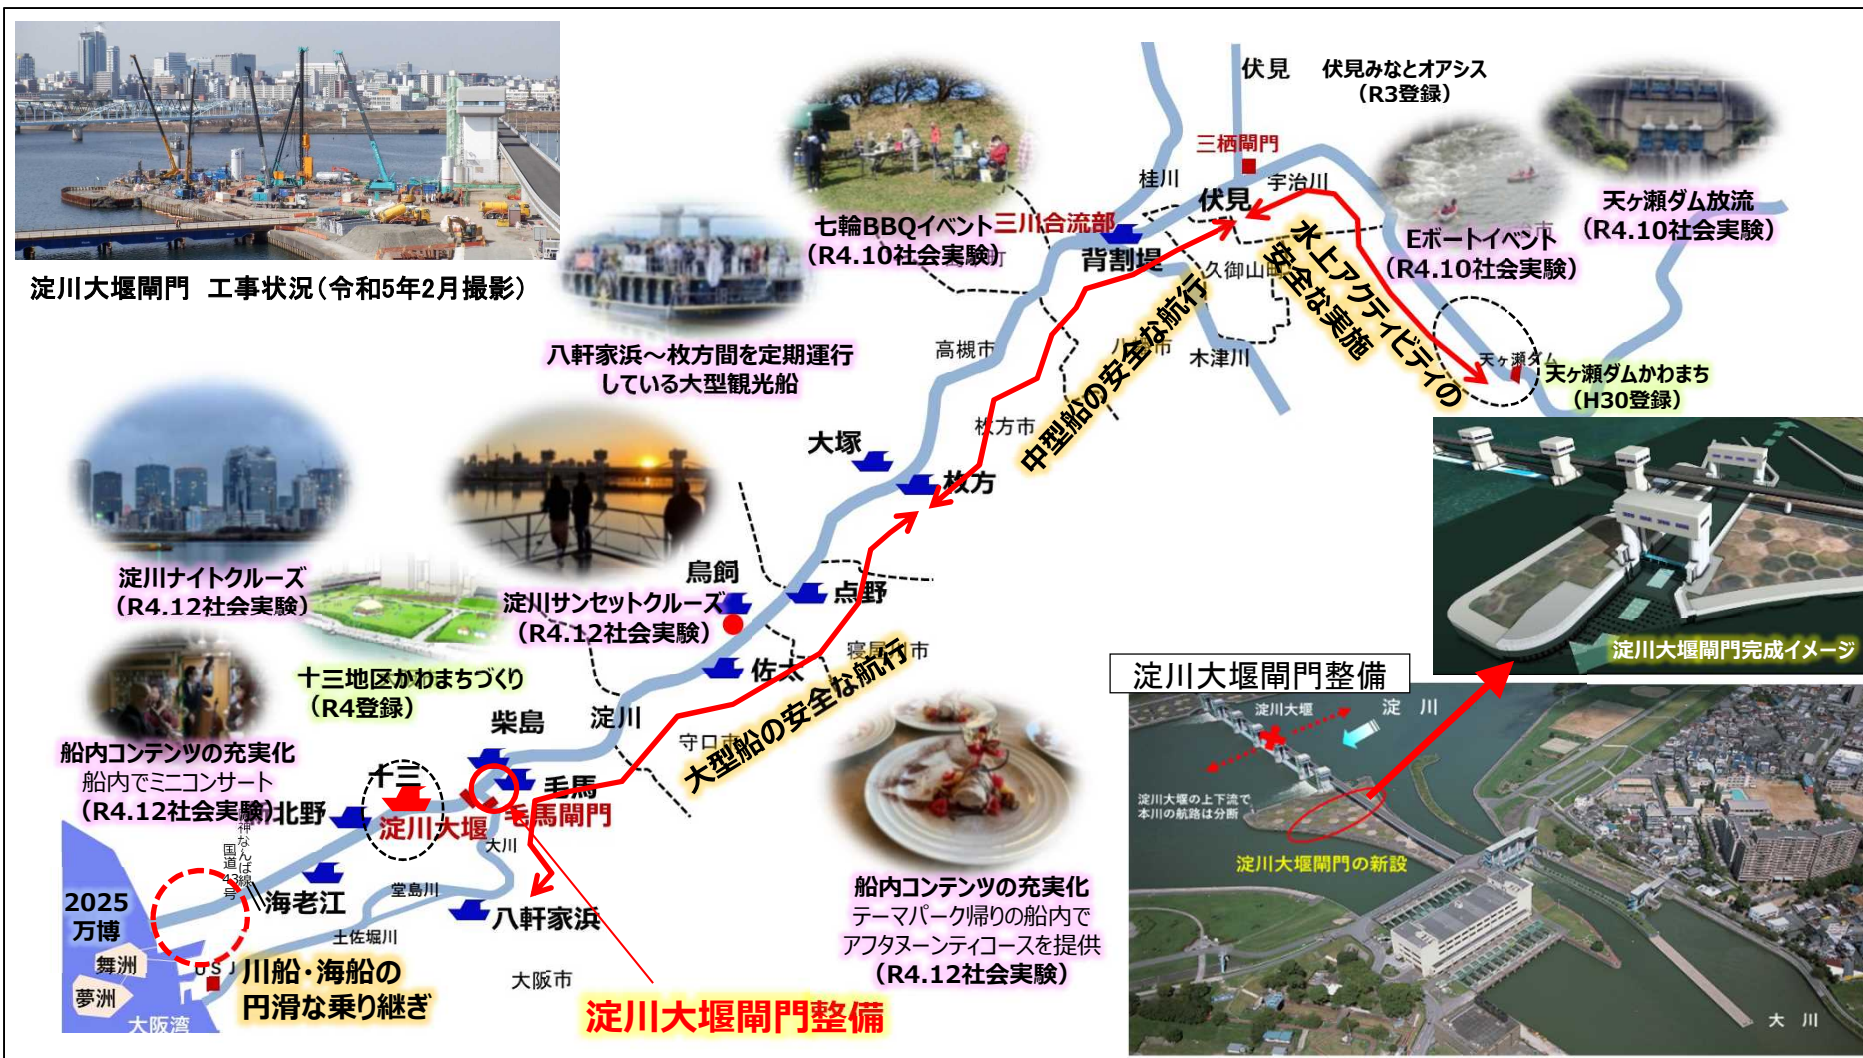 淀川大堰閘門 工事状況(令和5年2月撮影)
伏見
伏見みなとオアシス
(R3登録)
三栖閘門
桂川
宇治川
伏見
七輪BBQイベント
(R4.10社会実験)
三川合流部
背割堤
久御山町
Eボートイベント
(R4.10社会実験)
天ヶ瀬ダム放流
(R4.10社会実験)
水上アクティビティの
安全な実施
天ヶ瀬ダム
天ヶ瀬ダムかわまち
(H30登録)
八軒家浜～枚方間を定期運行
している大型観光船
高槻市
八幡市
木津川
中型船の安全な航行
枚方市
大塚
枚方
淀川ナイトクルーズ
(R4.12社会実験)
淀川サンセットクルーズ
(R4.12社会実験)
鳥飼
点野
寝屋川市
佐太
大型船の安全な航行
守口市
淀川
十三地区かわまちづくり
(R4登録)
柴島
毛馬
毛馬閘門
船内コンテンツの充実化
船内でミニコンサート
(R4.12社会実験)
十三
北野
淀川大堰
大川
阪神なんば線
国道43号
海老江
堂島川
八軒家浜
土佐堀川
2025
万博
舞洲
夢洲
USJ
大阪湾
川船・海船の
円滑な乗り継ぎ
大阪市
淀川大堰閘門整備
船内コンテンツの充実化
テーマパーク帰りの船内で
アフタヌーンティコースを提供
(R4.12社会実験)
淀川大堰閘門完成イメージ
淀川大堰閘門整備
淀川大堰
淀 川
淀川大堰の上下流で
本川の航路は分断
淀川大堰閘門の新設
大 川